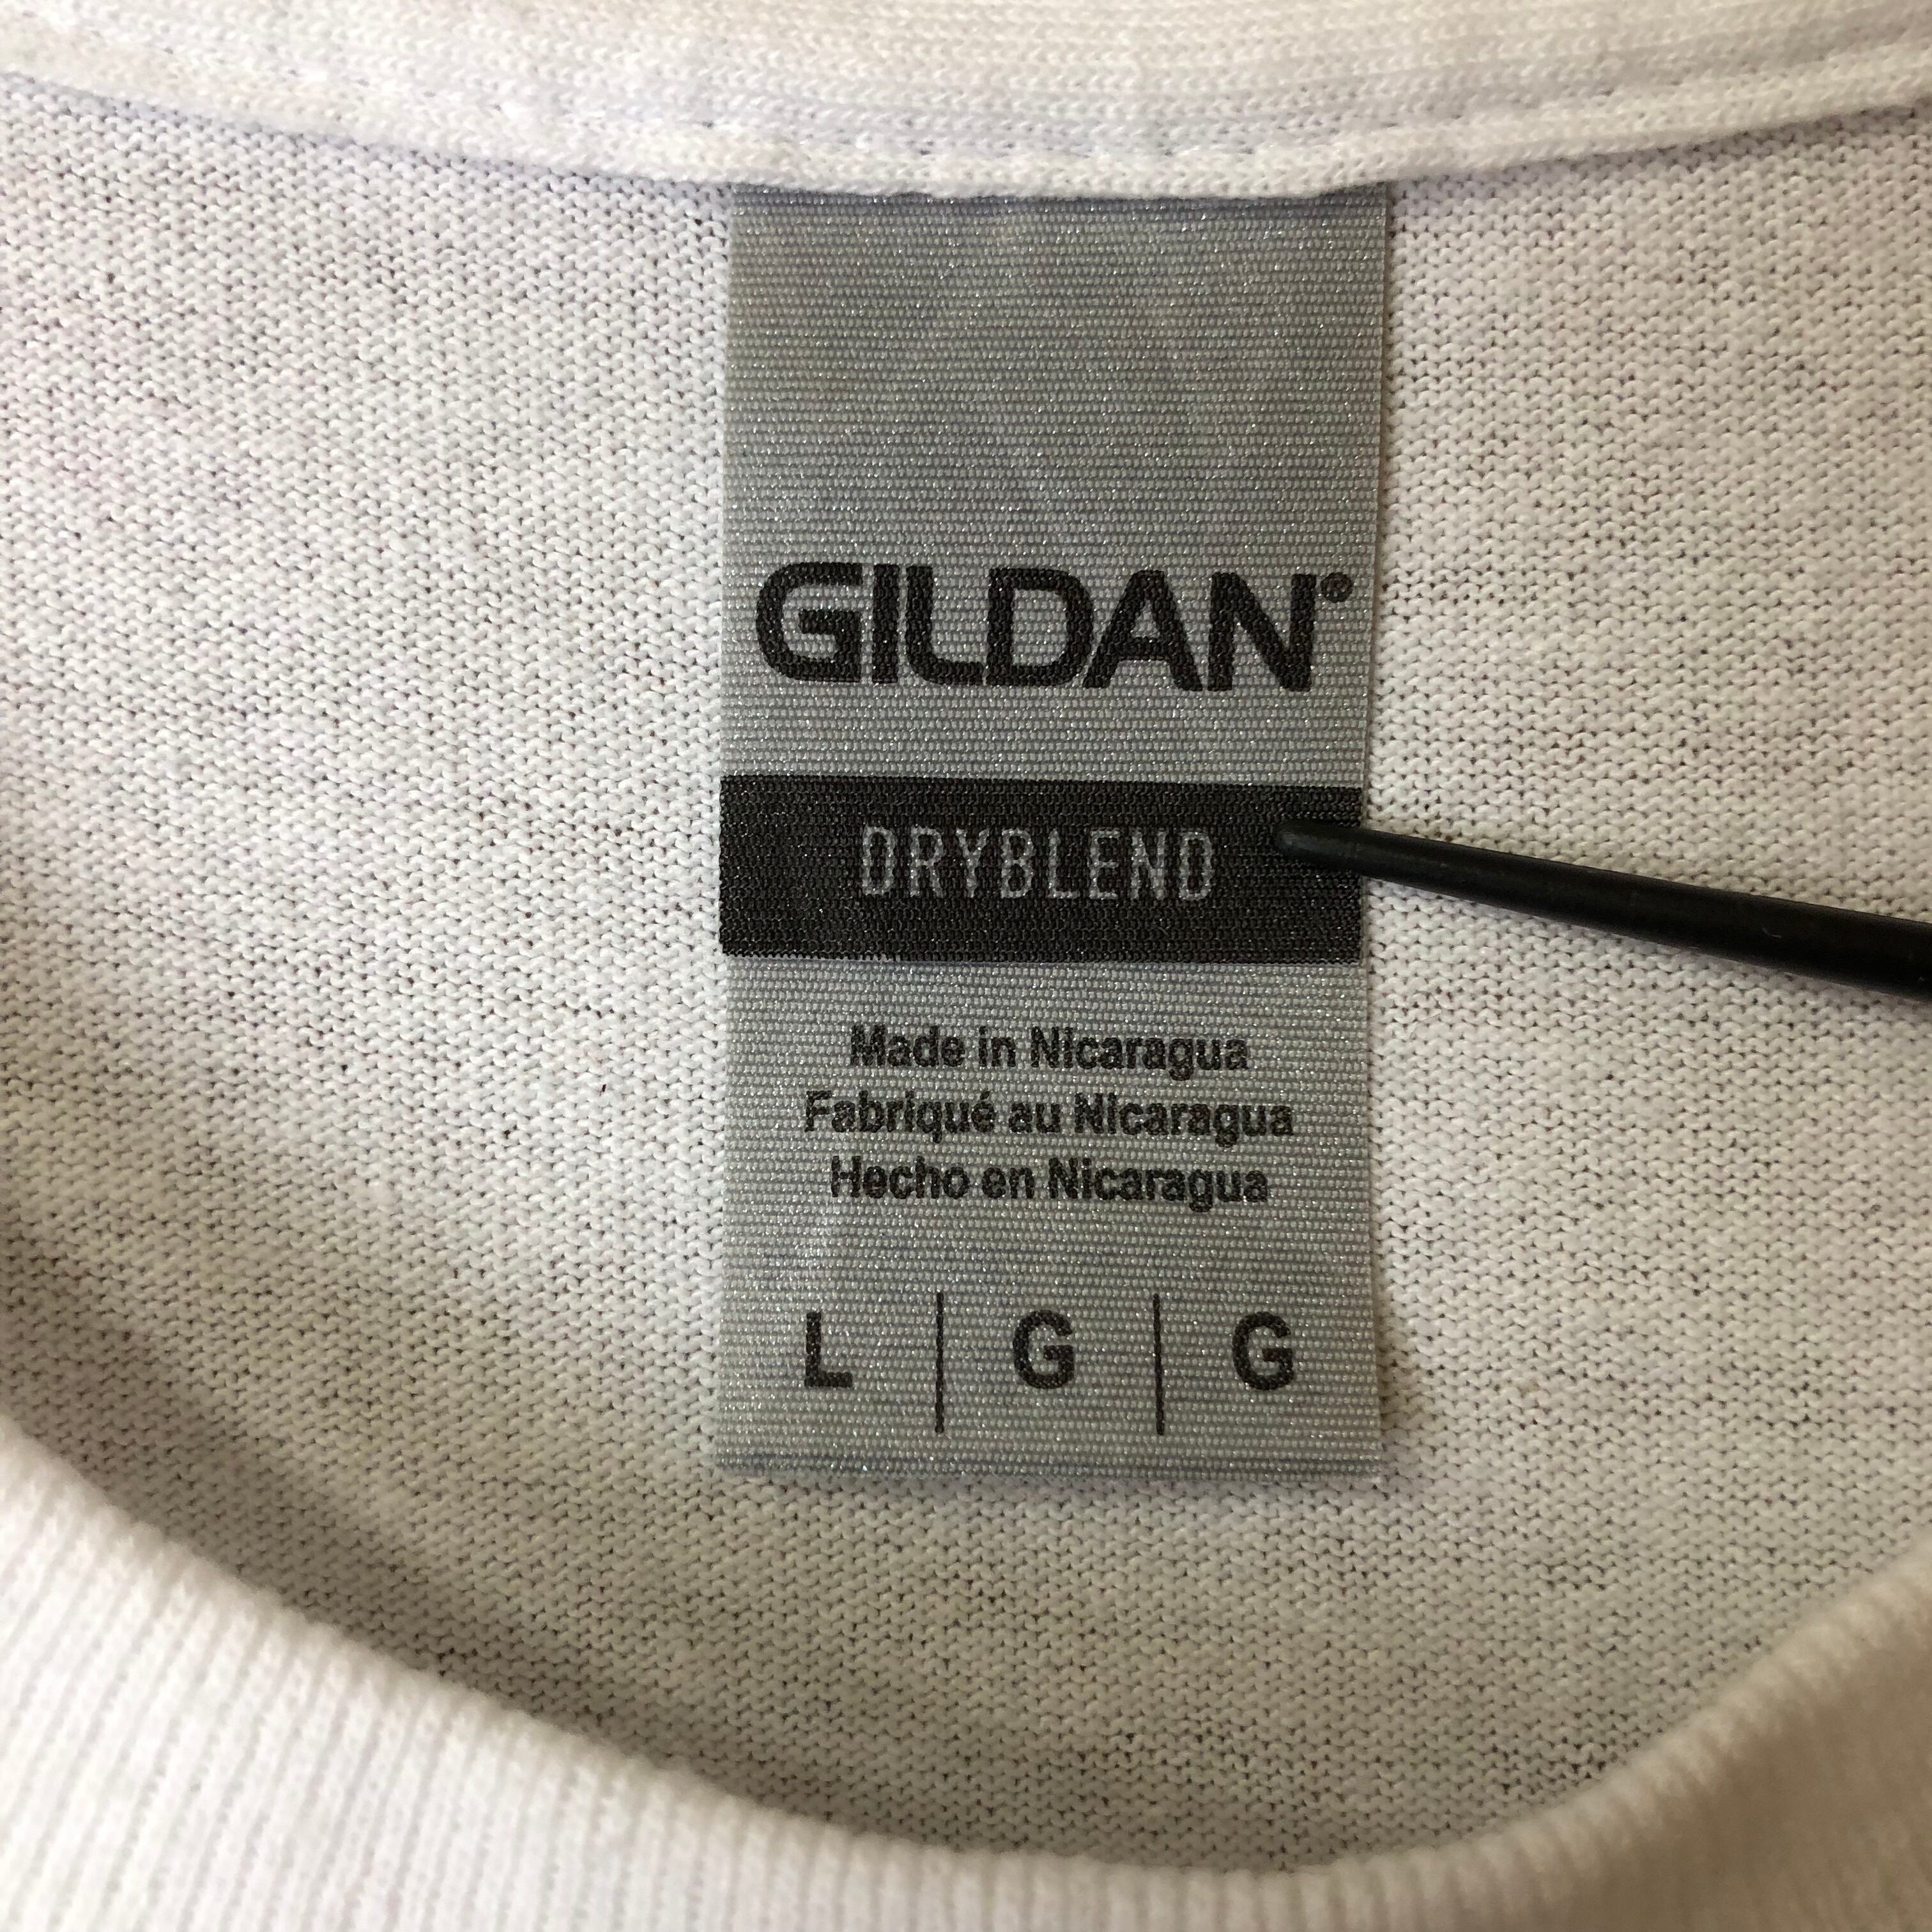 GILDAN®
DRYBLEND
Made in Nicaragua
Fabriqué au Nicaragua
Hecho en Nicaragua
L | G | G